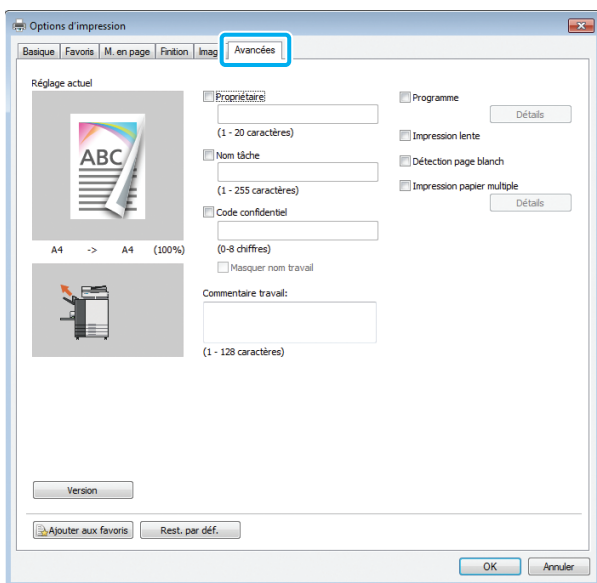 Options d'impression
Basique Favoris M. en page Finition Imag Avancées
Réglage actuel
ABC
A4 -> A4 (100%)
Propriétaire
(1 - 20 caractères)
Nom tâche
(1 - 255 caractères)
Code confidentiel
(0-8 chiffres)
Masquer nom travail
Commentaire travail:
(1 - 128 caractères)
Programme
Détails
Impression lente
Détection page blanch
Impression papier multiple
Détails
Version
Ajouter aux favoris Rest. par déf.
OK Annuler